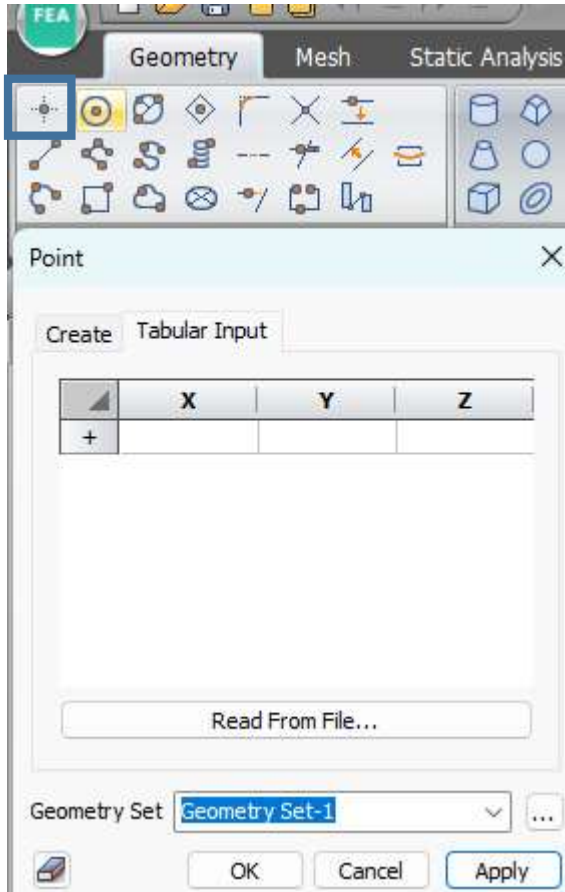 FEA
Geometry Mesh Static Analysis
Point
Create Tabular Input
X Y Z
+
Read From File...
Geometry Set Geometry Set-1 ...
OK Cancel Apply